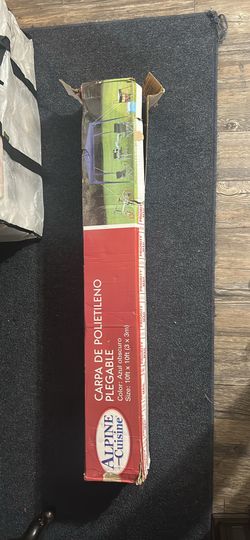 CARPA DE POLIETILENO
PLEGABLE
Color: Azul obscuro
Size: 10ft x 10ft (3 x 3m)
ALPINE
Cuisine